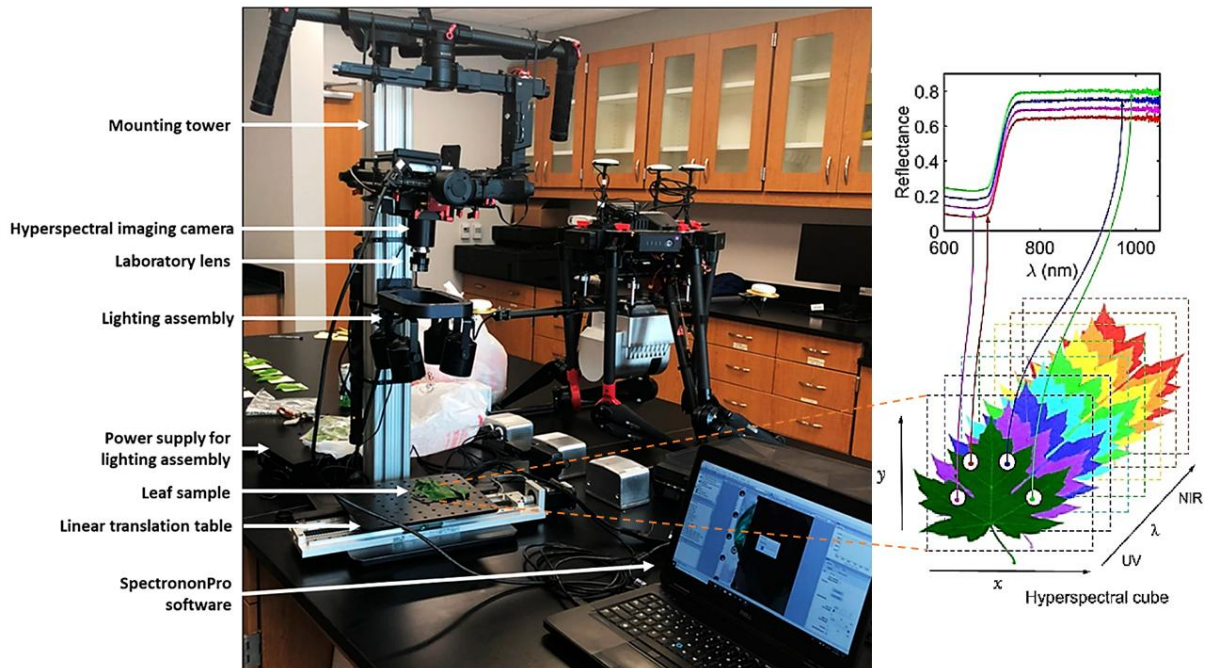 Mounting tower
Hyperspectral imaging camera
Laboratory lens
Lighting assembly
Power supply for
lighting assembly
Leaf sample
Linear translation table
SpectrononPro
software
Reflectance
0.8
0.6
0.4
0.2
0
600
800
1000
λ (nm)
y
x
UV
λ
NIR
Hyperspectral cube